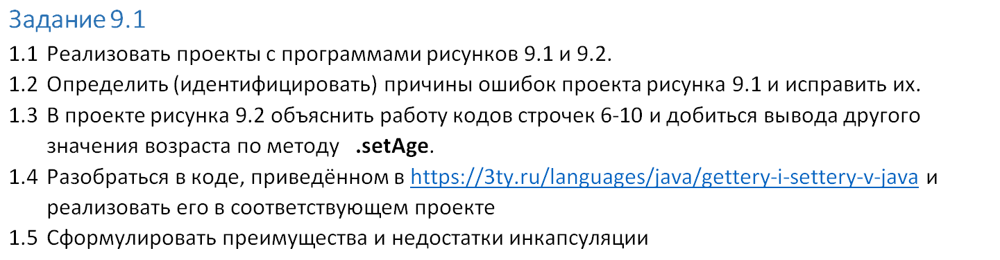 Задание 9.1
1.1 Реализовать проекты с программами рисунков 9.1 и 9.2.
1.2 Определить (идентифицировать) причины ошибок проекта рисунка 9.1 и исправить их.
1.3 В проекте рисунка 9.2 объяснить работу кодов строчек 6-10 и добиться вывода другого
значения возраста по методу .setAge.
1.4 Разобраться в коде, приведённом в https://3ty.ru/languages/java/gettery-i-settery-v-java и
реализовать его в соответствующем проекте
1.5 Сформулировать преимущества и недостатки инкапсуляции